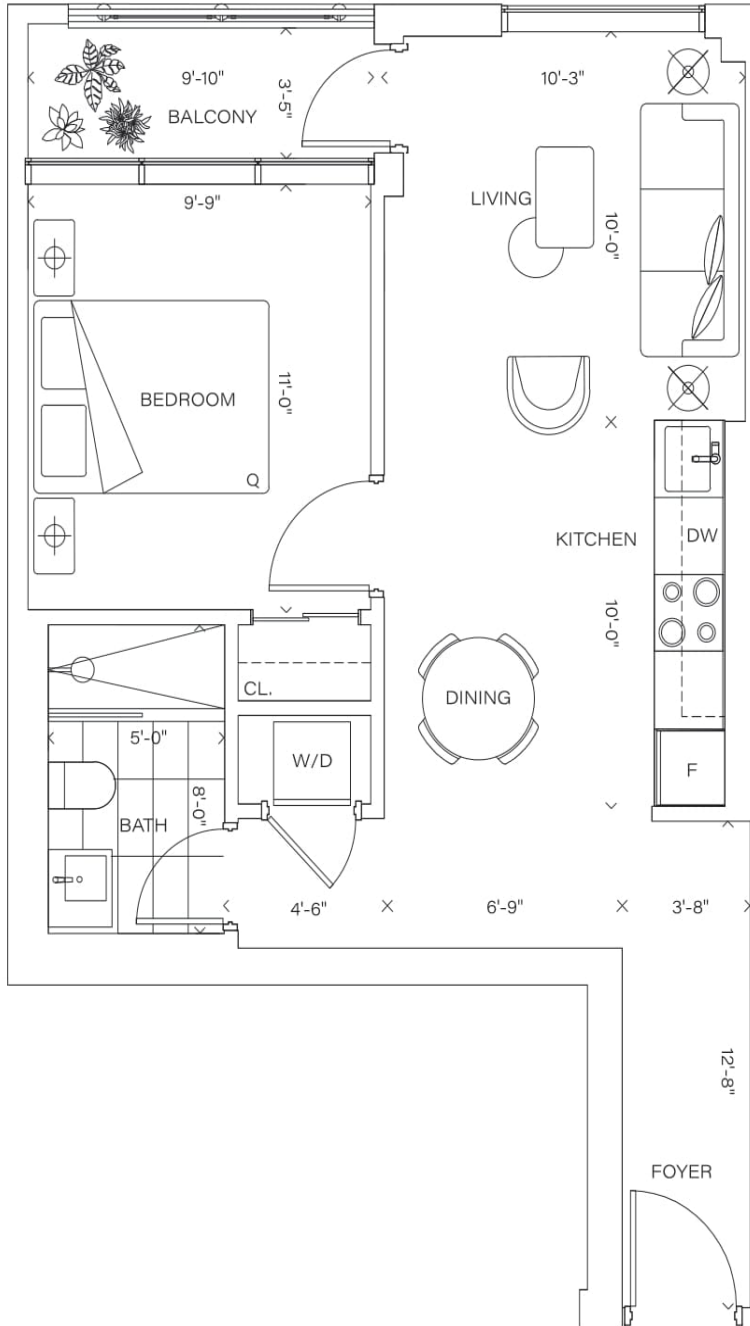 9'-10"
3'-5"
BALCONY
10'-3"
9'-9"
LIVING
10'-0"
BEDROOM
11'-0"
Q
KITCHEN
DW
10'-0"
CL.
DINING
5'-0"
W/D
F
8'-0"
BATH
4'-6"
6'-9"
3'-8"
12'-8"
FOYER